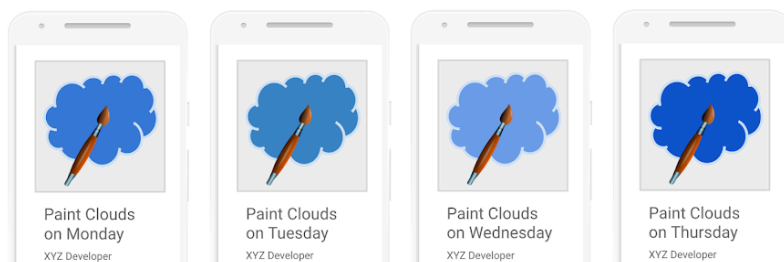 Paint Clouds
on Monday
XYZ Developer
Paint Clouds
on Tuesday
XYZ Developer
Paint Clouds
on Wednesday
XYZ Developer
Paint Clouds
on Thursday
XYZ Developer